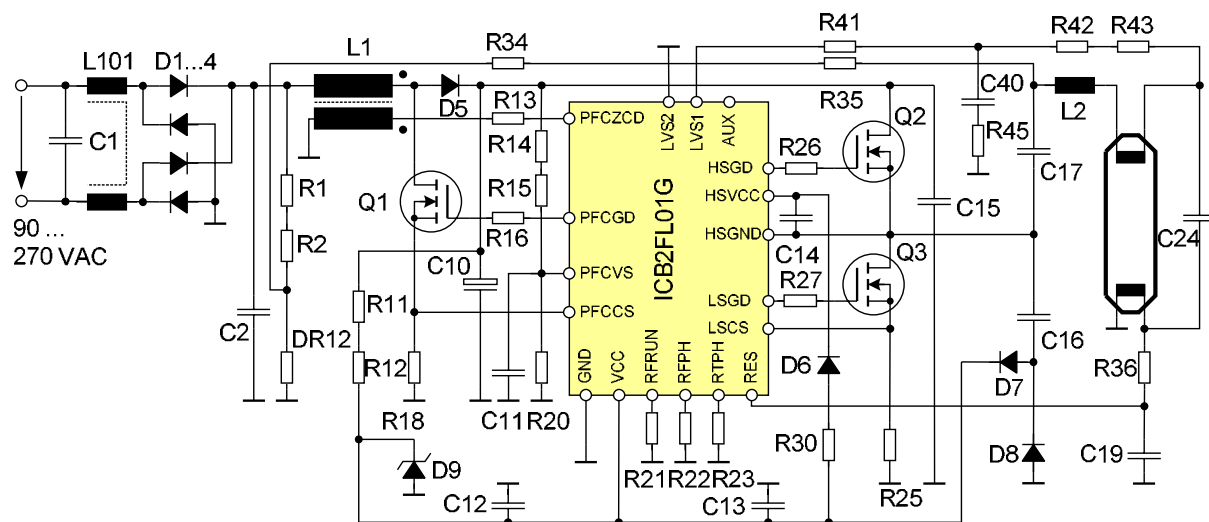 R41
R42
R43
L1
R34
L101
D1...4
C1
D5
R13
R35
C40
L2
R14
R45
C17
R1
R15
Q1
R16
R2
C10
90 ...
270 VAC
R11
C2
DR12
R12
R18
C11
R20
D9
C12
PFCZCD
PFCGD
PFCVS
PFCCS
LVS2
LVS1
AUX
HSGD
HSVCC
HSGND
LSGD
LSCS
ICB2FL01G
GND
VCC
RFRUN
RFPH
RTPH
RES
Q2
R26
C14
C15
Q3
R27
D6
R30
R21
R22
R23
C13
R25
C24
C16
D7
D8
R36
C19